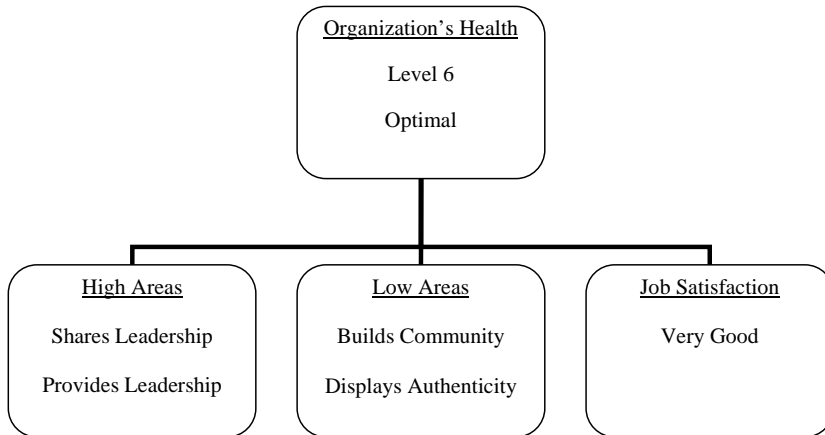 Organization’s Health
Level 6
Optimal
High Areas
Shares Leadership
Provides Leadership
Low Areas
Builds Community
Displays Authenticity
Job Satisfaction
Very Good